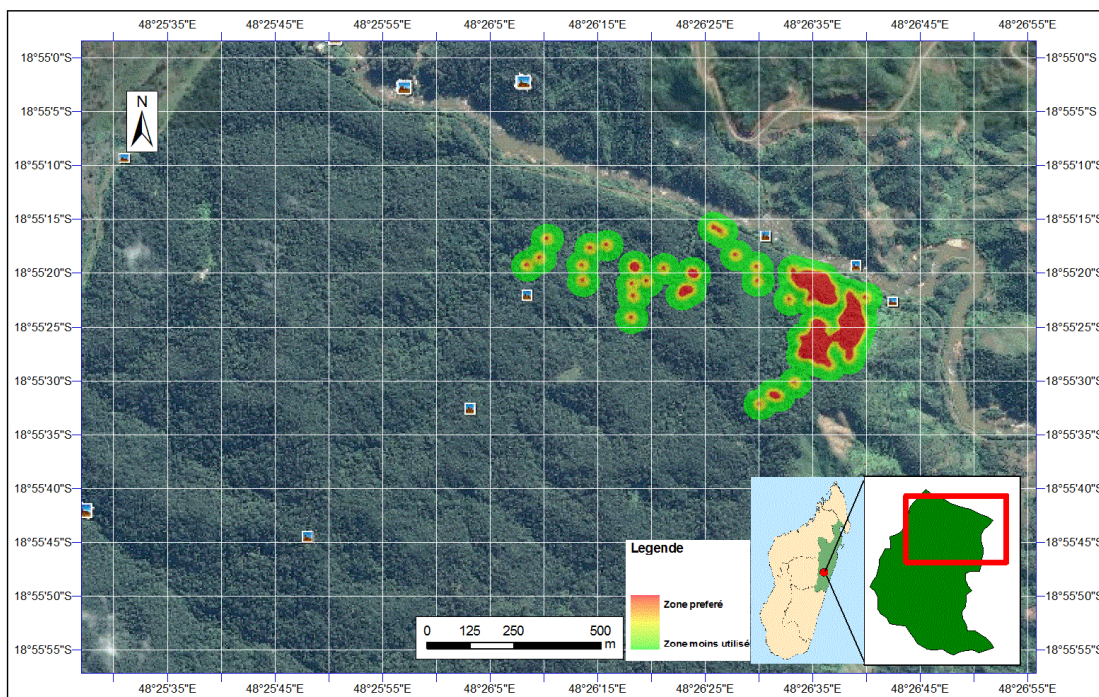 48°25'35"E 48°25'45"E 48°25'55"E 48°26'5"E 48°26'15"E 48°26'25"E 48°26'35"E 48°26'45"E 48°26'55"E
18°55'0"S 18°55'0"S
18°55'5"S 18°55'5"S
N
18°55'10"S 18°55'10"S
18°55'15"S 18°55'15"S
18°55'20"S 18°55'20"S
18°55'25"S 18°55'25"S
18°55'30"S 18°55'30"S
18°55'35"S 18°55'35"S
18°55'40"S 18°55'40"S
18°55'45"S 18°55'45"S
Legende
18°55'50"S 18°55'50"S
Zone preferé
0 125 250 500
m
Zone moins utilisé
18°55'55"S 18°55'55"S
48°25'35"E 48°25'45"E 48°25'55"E 48°26'5"E 48°26'15"E 48°26'25"E 48°26'35"E 48°26'45"E 48°26'55"E